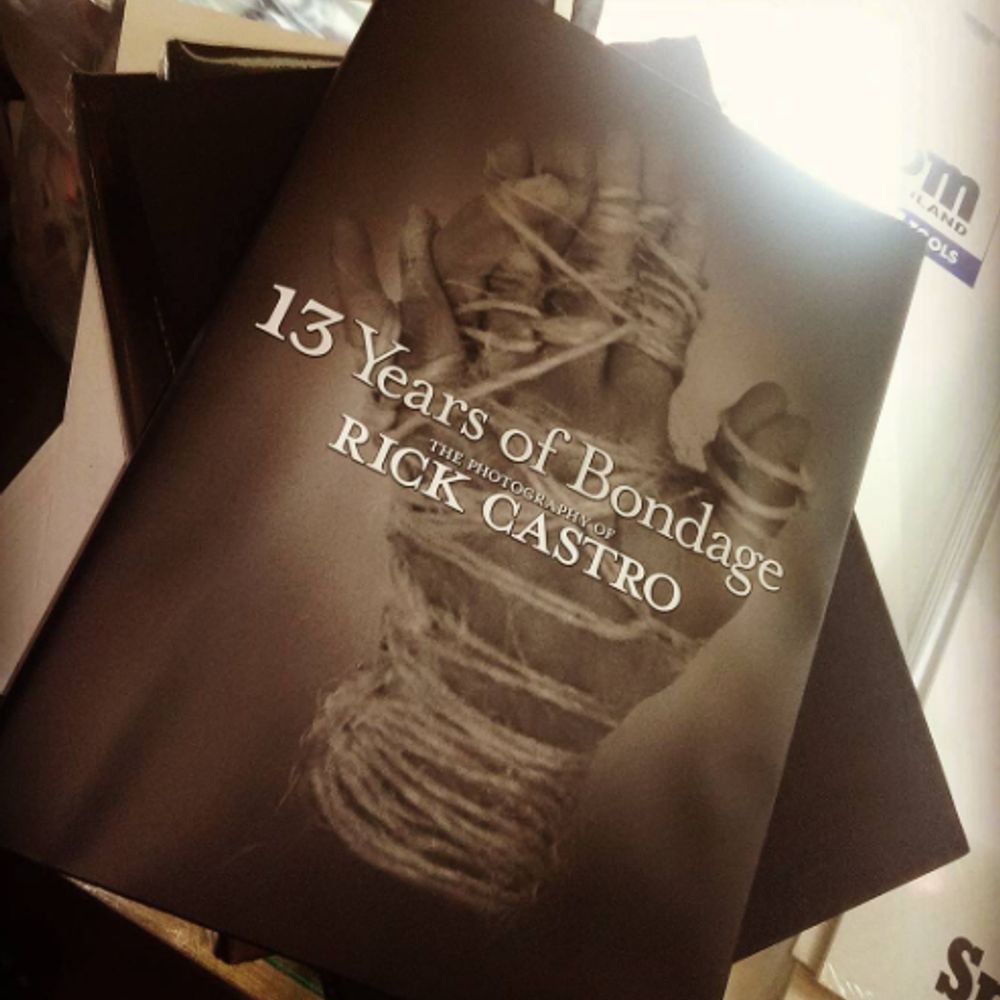 13 Years of Bondage
THE PHOTOGRAPHY OF
RICK CASTRO